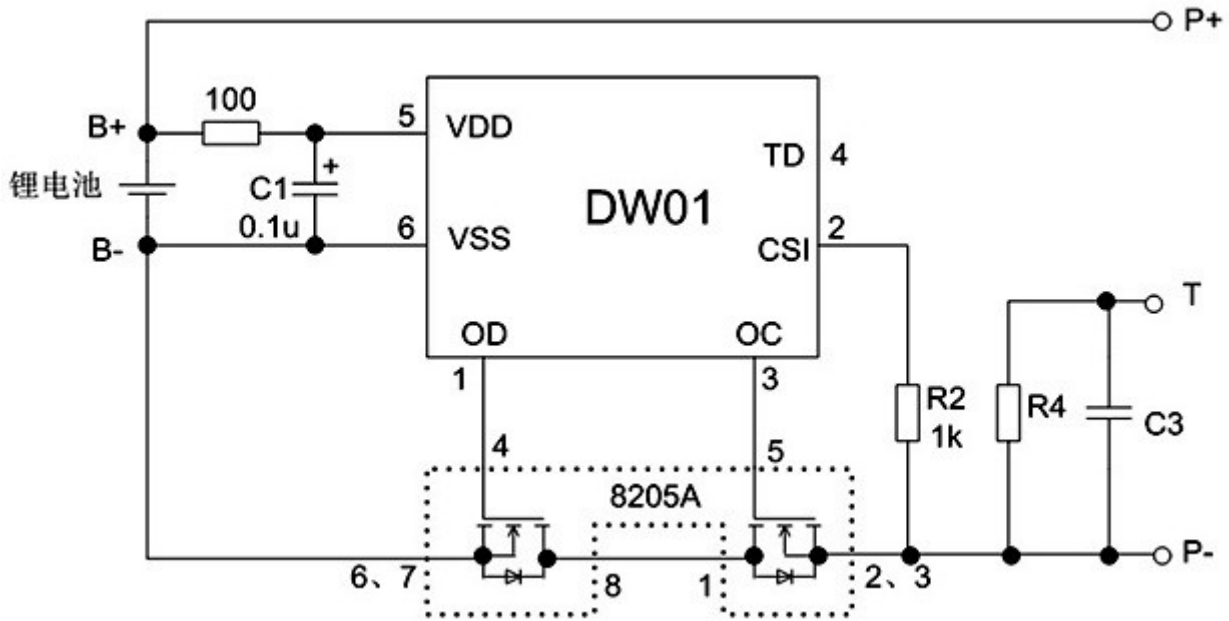 P+
100
B+
5
VDD
TD
4
锂电池
C1
+
0.1u
DW01
B-
6
VSS
CSI
2
T
OD
OC
1
3
R2
1k
R4
C3
4
5
8205A
6、7
8
1
2、3
P-